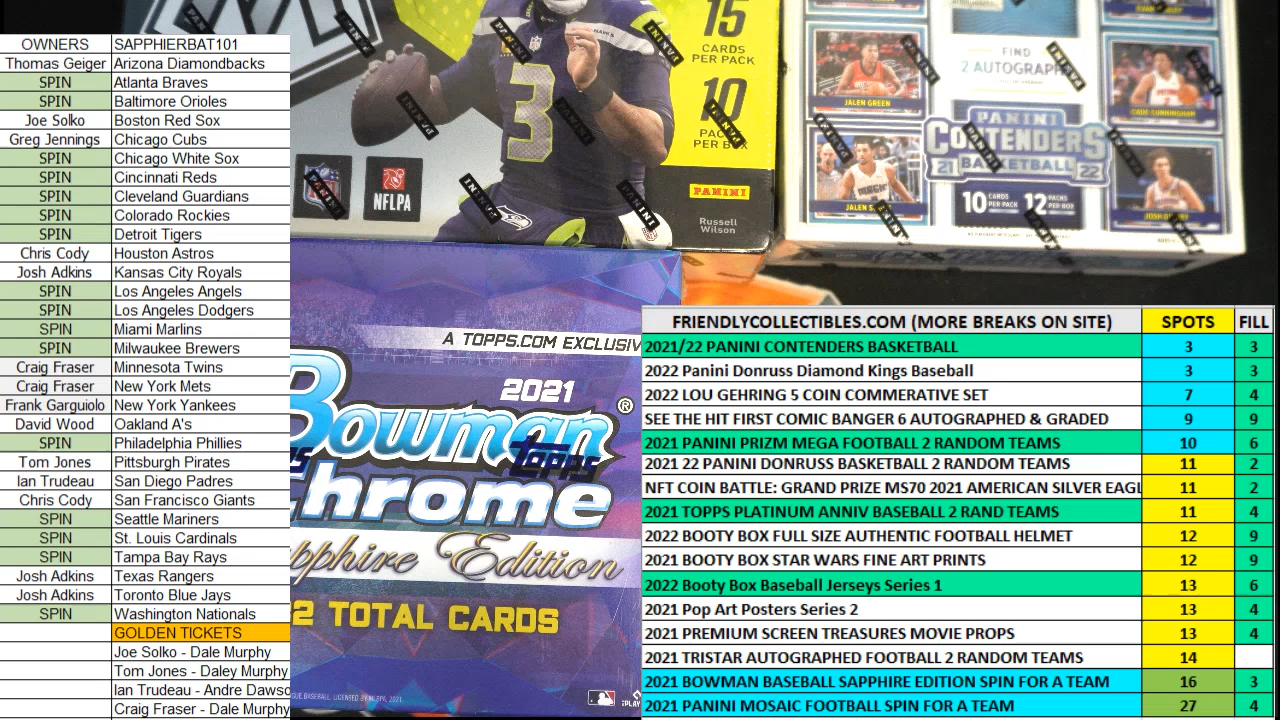 OWNERS SAPPHIERBAT101
Thomas Geiger Arizona Diamondbacks
SPIN Atlanta Braves
SPIN Baltimore Orioles
Joe Solko Boston Red Sox
Greg Jennings Chicago Cubs
SPIN Chicago White Sox
SPIN Cincinnati Reds
SPIN Cleveland Guardians
SPIN Colorado Rockies
SPIN Detroit Tigers
Chris Cody Houston Astros
Josh Adkins Kansas City Royals
SPIN Los Angeles Angels
SPIN Los Angeles Dodgers
SPIN Miami Marlins
SPIN Milwaukee Brewers
Craig Fraser Minnesota Twins
Craig Fraser New York Mets
Frank Garguiolo New York Yankees
David Wood Oakland A's
SPIN Philadelphia Phillies
Tom Jones Pittsburgh Pirates
Ian Trudeau San Diego Padres
Chris Cody San Francisco Giants
SPIN Seattle Mariners
SPIN St. Louis Cardinals
SPIN Tampa Bay Rays
Josh Adkins Texas Rangers
Josh Adkins Toronto Blue Jays
SPIN Washington Nationals
GOLDEN TICKETS
Joe Solko - Dale Murphy
Tom Jones - Daley Murphy
Ian Trudeau - Andre Dawso
Craig Fraser - Dale Murphy
15
CARDS
PER PACK
10
PACKS
PER BOX
3
NFL
NFLPA
PANINI
Russell
Wilson
FIND
2 AUTOGRAPH
JALEN GREEN
CADE CUNNINGHAM
PANINI
CONTENDERS
21 BASKETBALL 22
10 CARDS PER PACK 12 PACKS PER BOX
MAGIC
A TOPPS.COM EXCLUSIV
2021
Bowman ®
topps
Chrome
pphire Edition
2 TOTAL CARDS
FRIENDLYCOLLECTIBLES.COM (MORE BREAKS ON SITE) SPOTS FILL
2021/22 PANINI CONTENDERS BASKETBALL 3 3
2022 Panini Donruss Diamond Kings Baseball 3 3
2022 LOU GEHRING 5 COIN COMMERATIVE SET 7 4
SEE THE HIT FIRST COMIC BANGER 6 AUTOGRAPHED & GRADED 9 9
2021 PANINI PRIZM MEGA FOOTBALL 2 RANDOM TEAMS 10 6
2021 22 PANINI DONRUSS BASKETBALL 2 RANDOM TEAMS 11 2
NFT COIN BATTLE: GRAND PRIZE MS70 2021 AMERICAN SILVER EAGL 11 2
2021 TOPPS PLATINUM ANNIV BASEBALL 2 RAND TEAMS 11 4
2022 BOOTY BOX FULL SIZE AUTHENTIC FOOTBALL HELMET 12 9
2021 BOOTY BOX STAR WARS FINE ART PRINTS 12 9
2022 Booty Box Baseball Jerseys Series 1 13 6
2021 Pop Art Posters Series 2 13 4
2021 PREMIUM SCREEN TREASURES MOVIE PROPS 13 4
2021 TRISTAR AUTOGRAPHED FOOTBALL 2 RANDOM TEAMS 14
2021 BOWMAN BASEBALL SAPPHIRE EDITION SPIN FOR A TEAM 16 3
2021 PANINI MOSAIC FOOTBALL SPIN FOR A TEAM 27 4